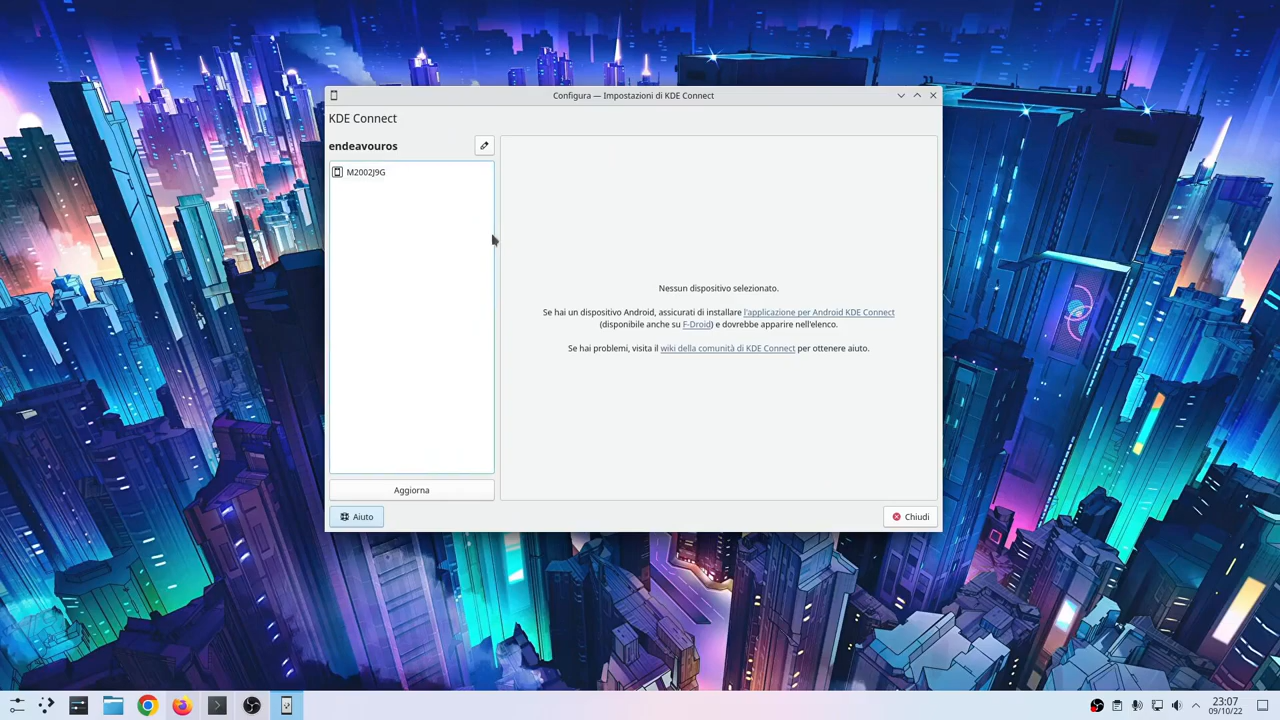 Configura — Impostazioni di KDE Connect
KDE Connect
endeavouros
M2002J9G
Nessun dispositivo selezionato.
Se hai un dispositivo Android, assicurati di installare l'applicazione per Android KDE Connect
(disponibile anche su F-Droid) e dovrebbe apparire nell'elenco.
Se hai problemi, visita il wiki della comunità di KDE Connect per ottenere aiuto.
Aggiorna
Aiuto
Chiudi
23:07
09/10/22